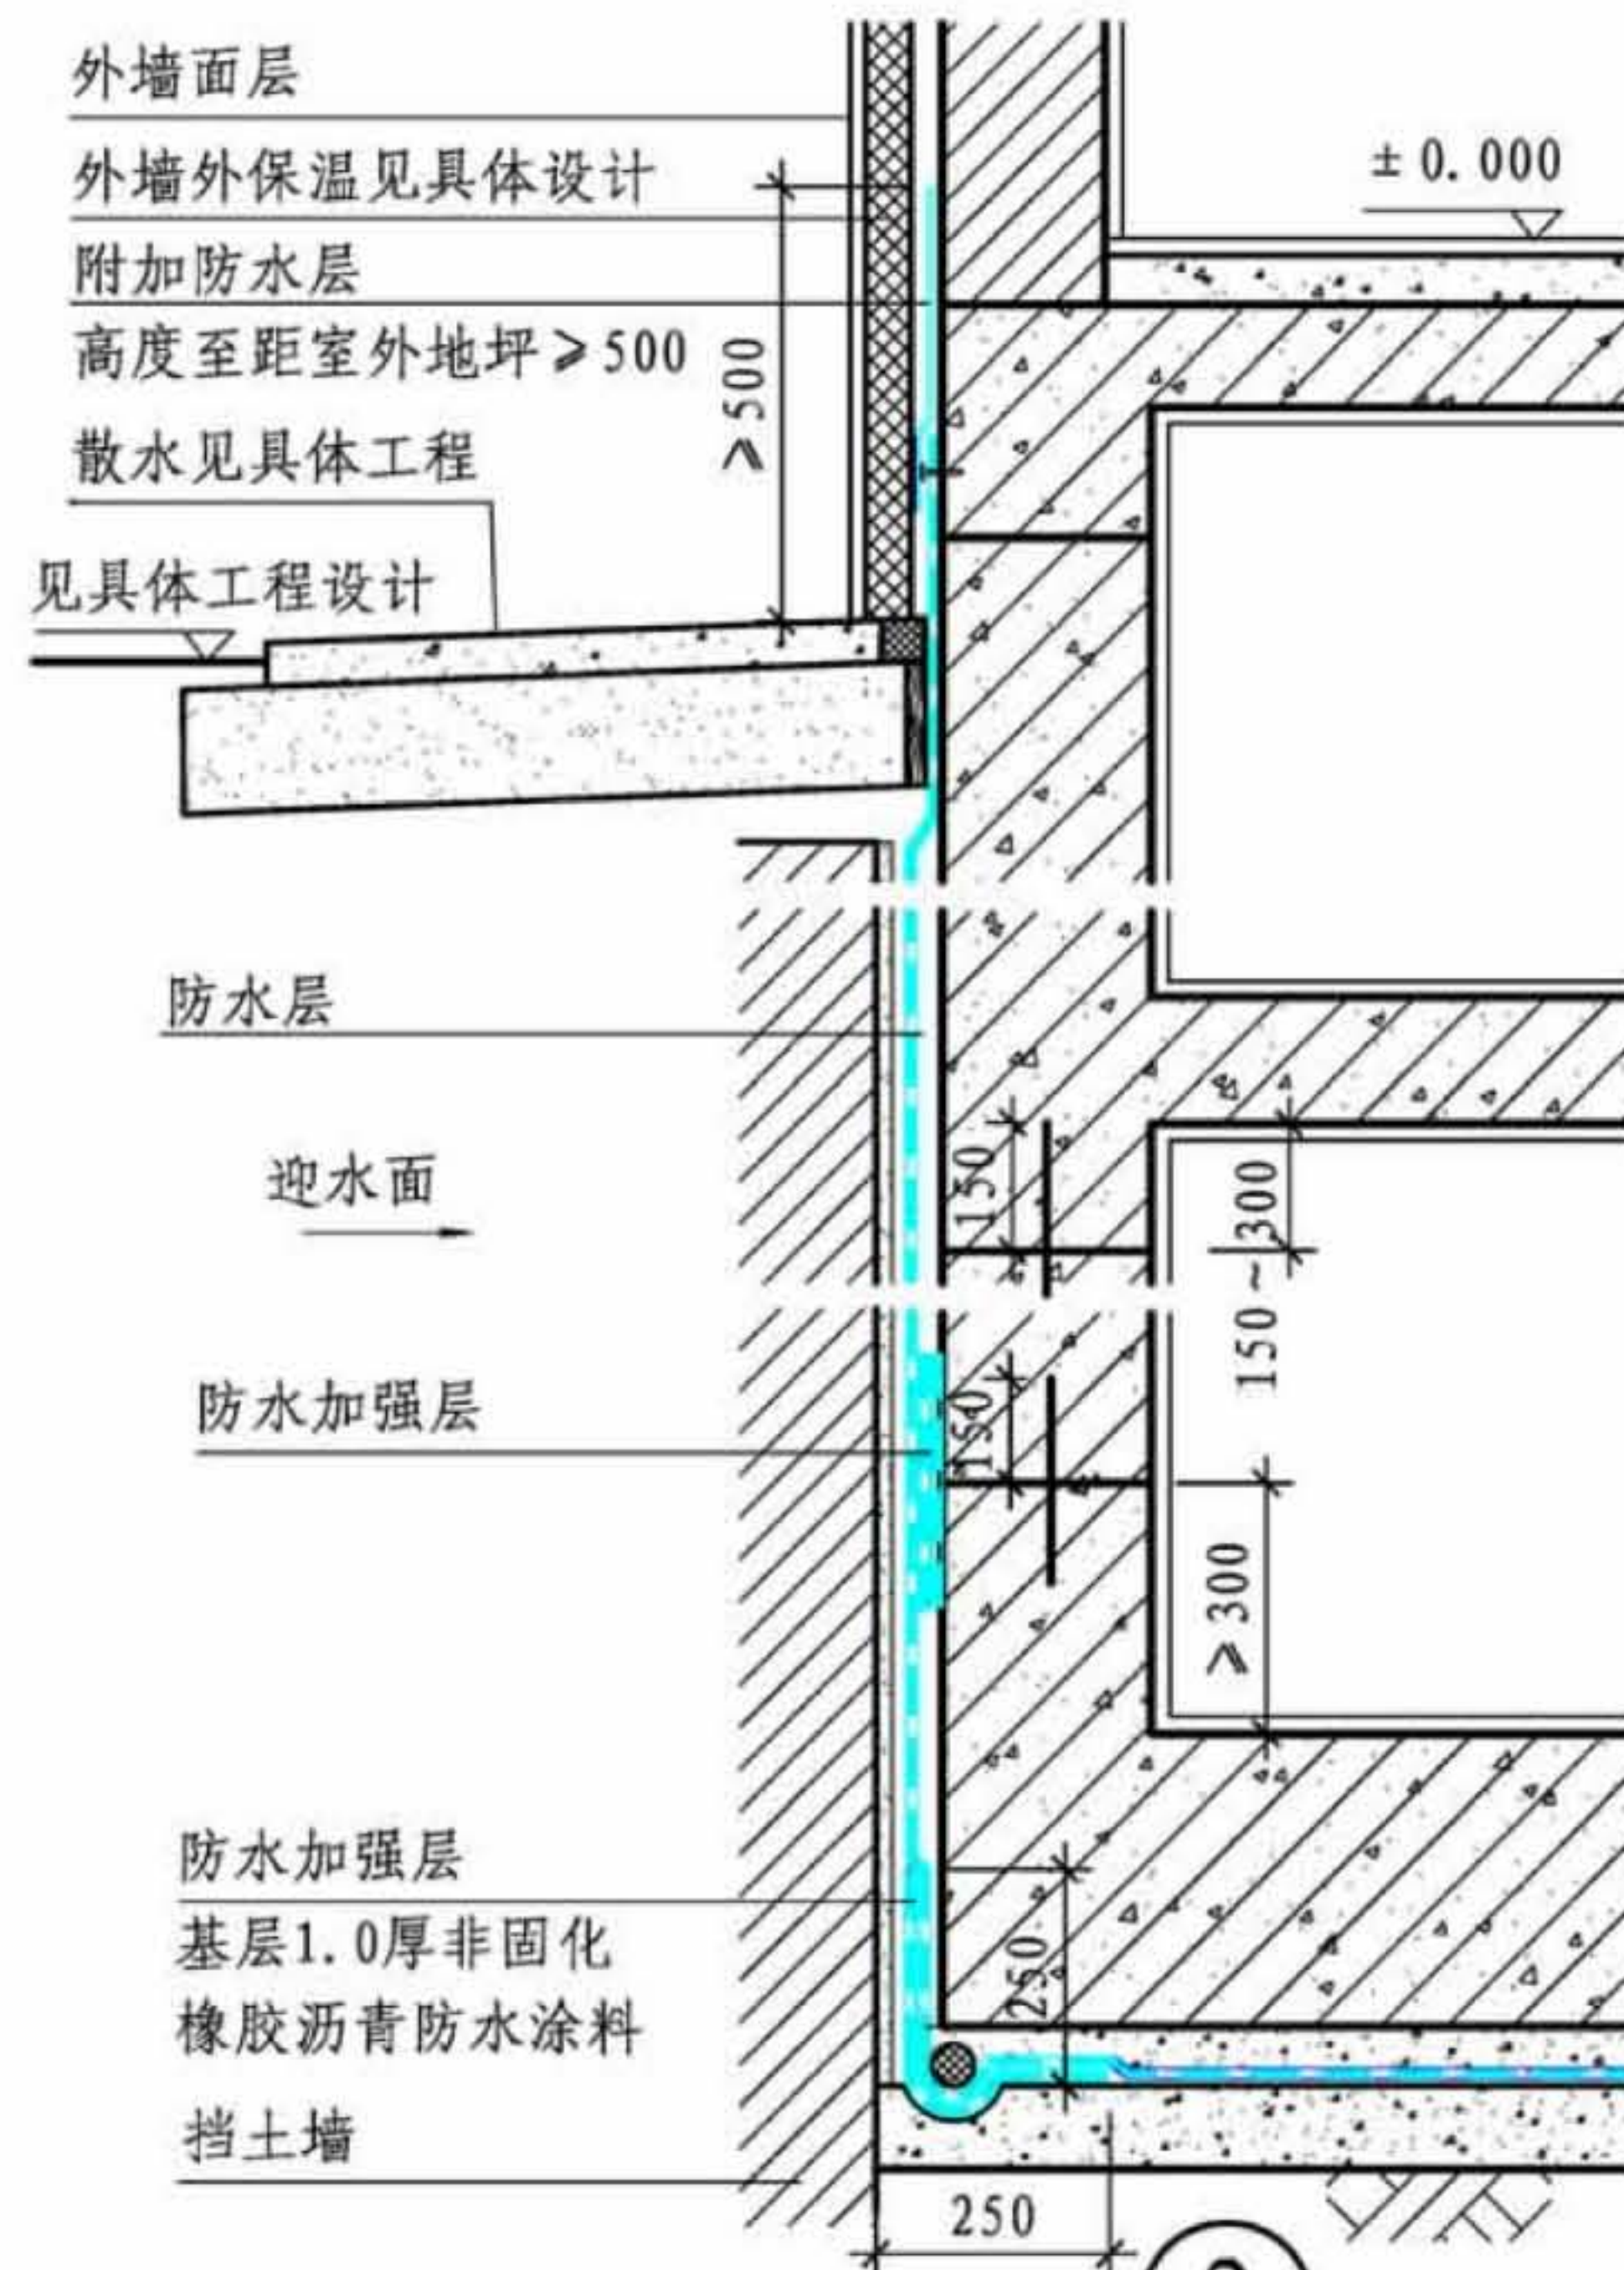 外墙面层
外墙外保温见具体设计
±0.000
附加防水层
高度至距室外地坪≥500
≥500
散水见具体工程
见具体工程设计
防水层
迎水面
150
150~300
防水加强层
150
≥300
防水加强层
基层1.0厚非固化
橡胶沥青防水涂料
250
挡土墙
250